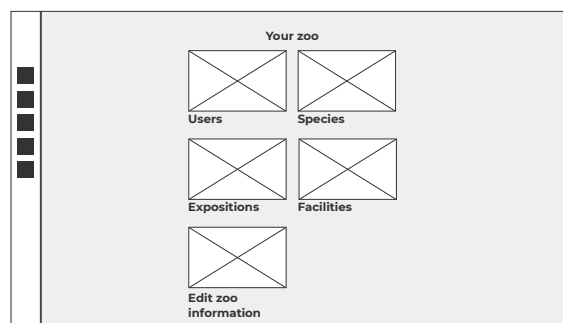 Your zoo
Users
Species
Expositions
Facilities
Edit zoo
information